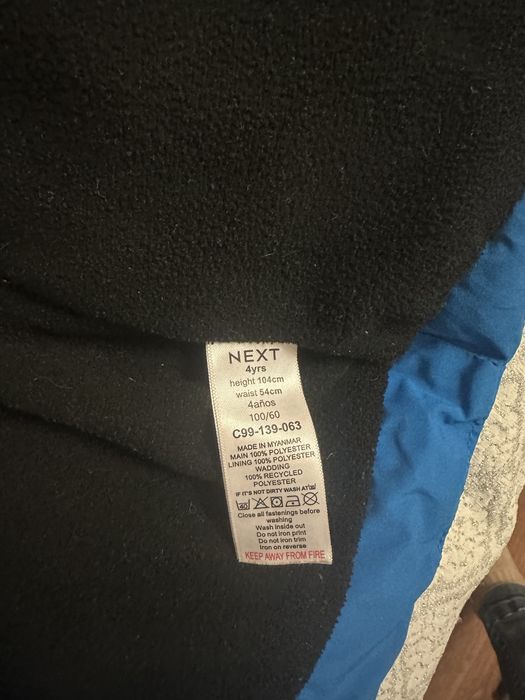 NEXT
4yrs
height 104cm
waist 54cm
4años
100/60
C99-139-063
MADE IN MYANMAR
MAIN 100% POLYESTER
LINING 100% POLYESTER
WADDING
100% RECYCLED
POLYESTER
IF IT'S NOT DIRTY WASH AT
40
Close all fastenings before
washing
Wash inside out
Do not iron print
Do not iron trim
Iron on reverse
KEEP AWAY FROM FIRE